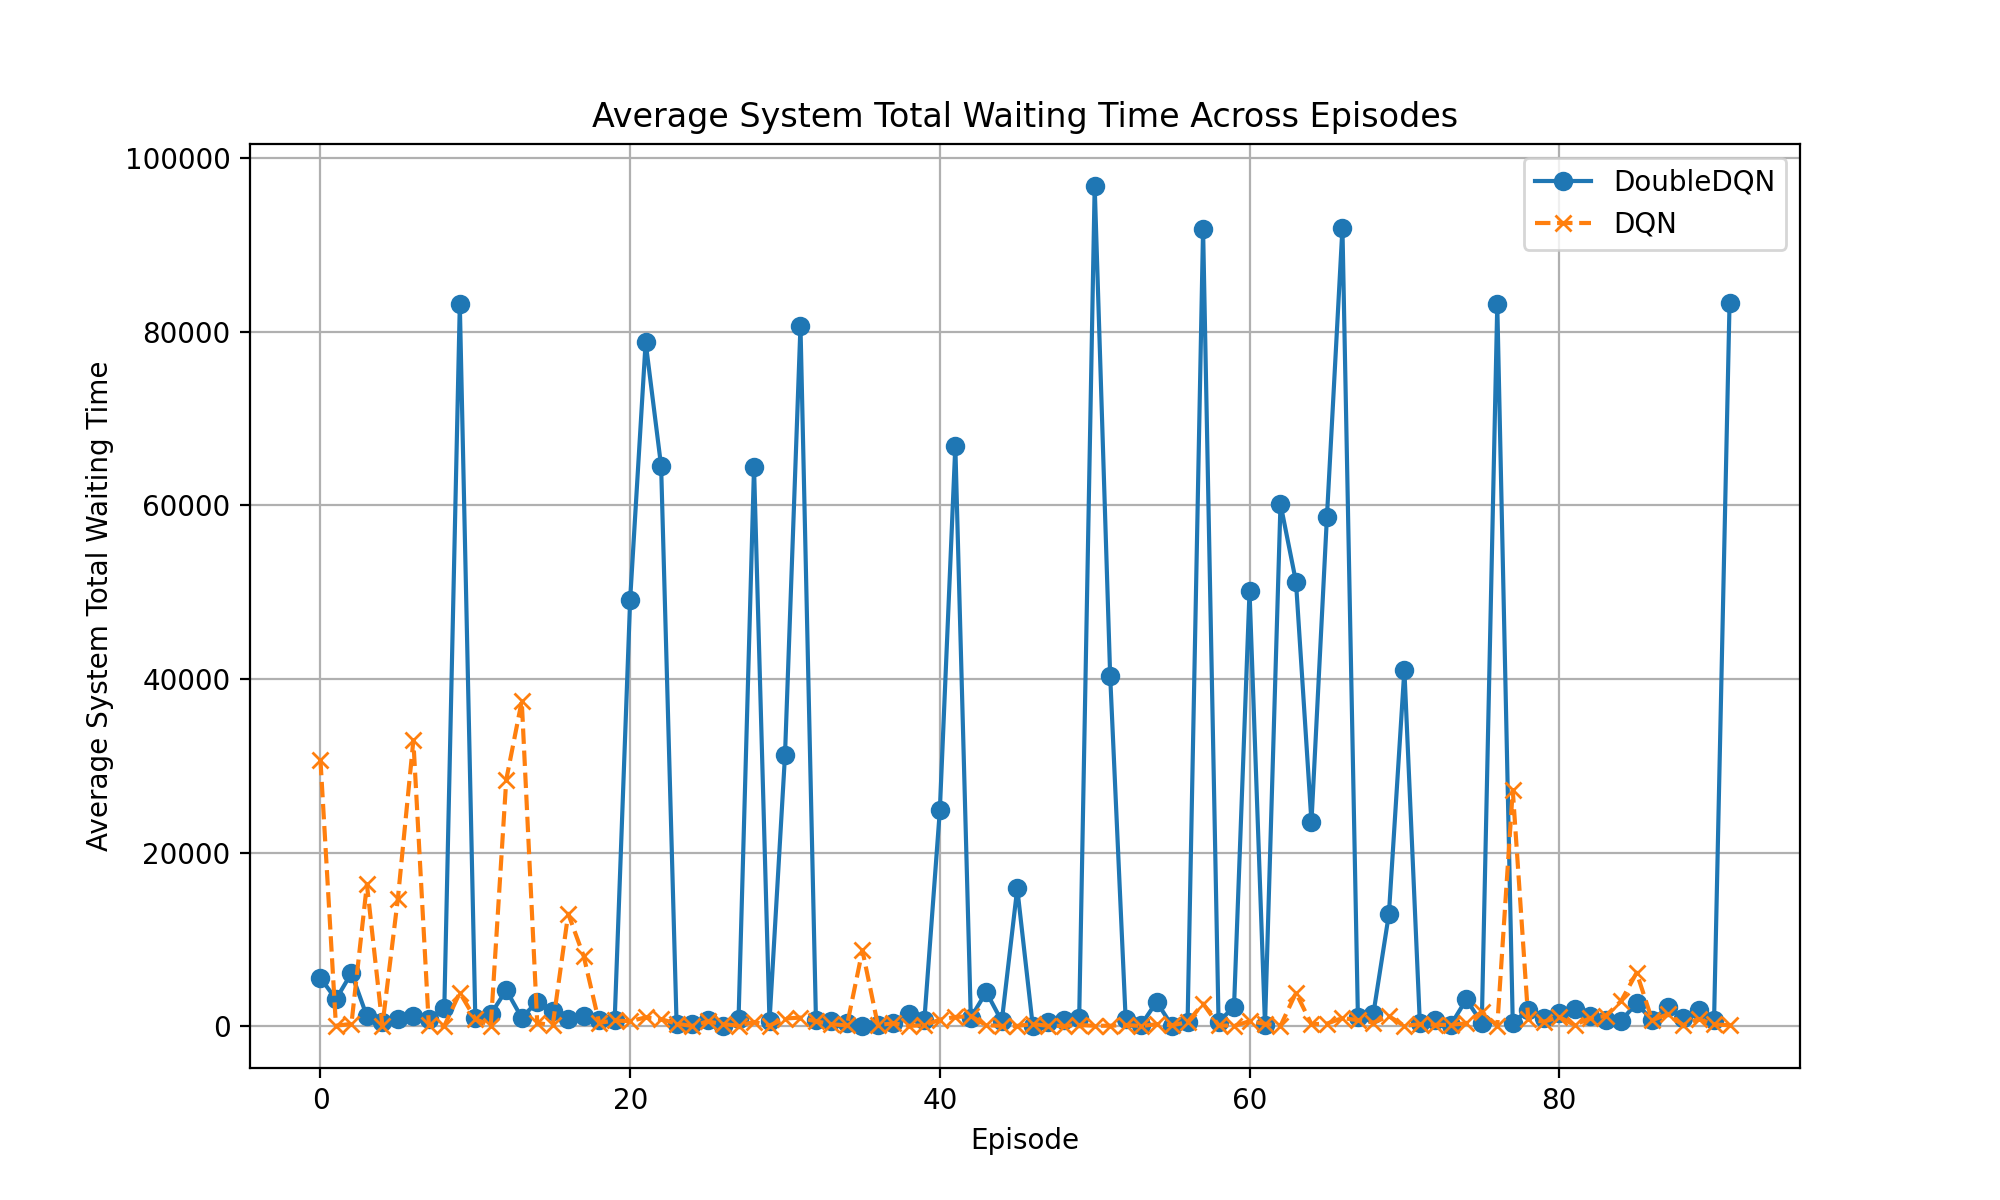 Average System Total Waiting Time Across Episodes
100000
80000
60000
40000
20000
0
Average System Total Waiting Time
DoubleDQN
DQN
0 20 40 60 80
Episode